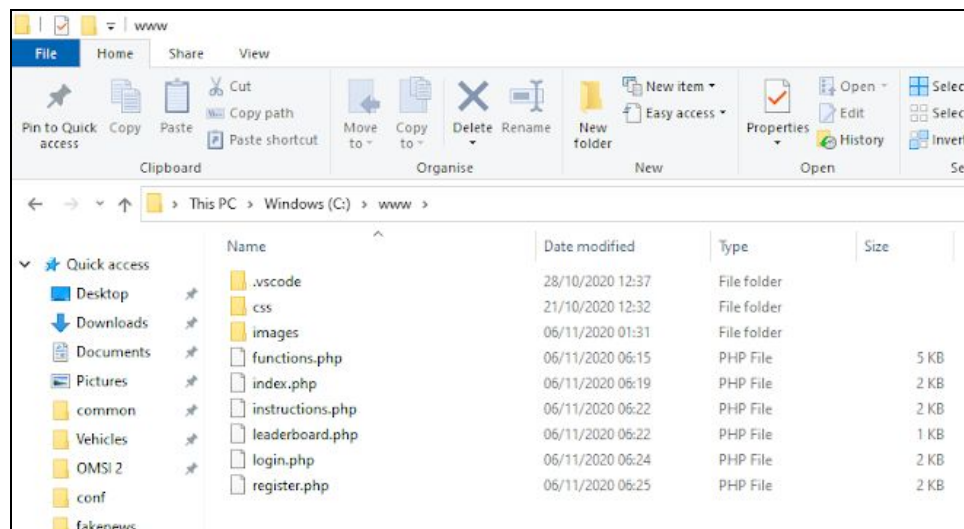 www
File Home Share View
Pin to Quick access
Copy
Paste
Cut
Copy path
Paste shortcut
Clipboard
Move to
Copy to
Delete
Rename
Organise
New folder
New item
Easy access
New
Properties
Open
Edit
History
Open
Selec
Selec
Inver
Se
This PC > Windows (C:) > www >
Name Date modified Type Size
Quick access
Desktop
Downloads
Documents
Pictures
common
Vehicles
OMSI 2
conf
fakenews
.vscode 28/10/2020 12:37 File folder
css 21/10/2020 12:32 File folder
images 06/11/2020 01:31 File folder
functions.php 06/11/2020 06:15 PHP File 5 KB
index.php 06/11/2020 06:19 PHP File 2 KB
instructions.php 06/11/2020 06:22 PHP File 2 KB
leaderboard.php 06/11/2020 06:22 PHP File 1 KB
login.php 06/11/2020 06:24 PHP File 2 KB
register.php 06/11/2020 06:25 PHP File 2 KB